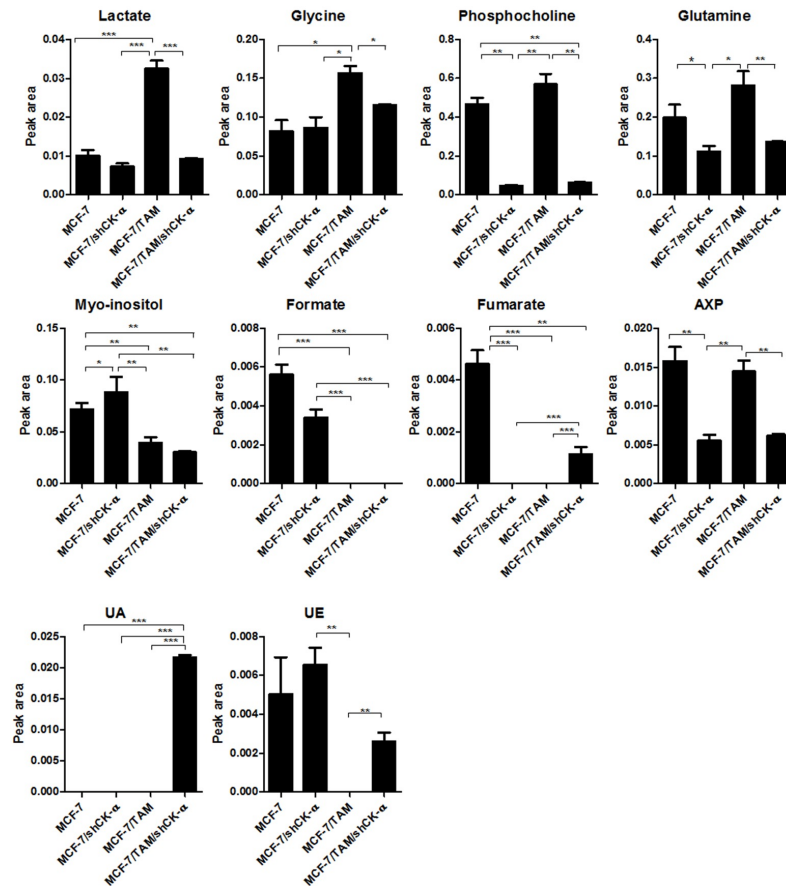 Lactate
***
***
***
Peak area
0.04
0.03
0.02
0.01
0.00
MCF-7
MCF-7/shCK-α
MCF-7/TAM
MCF-7/TAM/shCK-α
Glycine
*
*
*
Peak area
0.20
0.15
0.10
0.05
0.00
MCF-7
MCF-7/shCK-α
MCF-7/TAM
MCF-7/TAM/shCK-α
Phosphocholine
**
**
**
**
Peak area
0.8
0.6
0.4
0.2
0.0
MCF-7
MCF-7/shCK-α
MCF-7/TAM
MCF-7/TAM/shCK-α
Glutamine
*
*
**
Peak area
0.4
0.3
0.2
0.1
0.0
MCF-7
MCF-7/shCK-α
MCF-7/TAM
MCF-7/TAM/shCK-α
Myo-inositol
**
**
**
*
**
Peak area
0.15
0.10
0.05
0.00
MCF-7
MCF-7/shCK-α
MCF-7/TAM
MCF-7/TAM/shCK-α
Formate
***
***
***
***
Peak area
0.008
0.006
0.004
0.002
0.000
MCF-7
MCF-7/shCK-α
MCF-7/TAM
MCF-7/TAM/shCK-α
Fumarate
**
***
***
***
***
Peak area
0.006
0.004
0.002
0.000
MCF-7
MCF-7/shCK-α
MCF-7/TAM
MCF-7/TAM/shCK-α
AXP
**
**
**
Peak area
0.020
0.015
0.010
0.005
0.000
MCF-7
MCF-7/shCK-α
MCF-7/TAM
MCF-7/TAM/shCK-α
UA
***
***
***
Peak area
0.025
0.020
0.015
0.010
0.005
0.000
MCF-7
MCF-7/shCK-α
MCF-7/TAM
MCF-7/TAM/shCK-α
UE
**
**
Peak area
0.008
0.006
0.004
0.002
0.000
MCF-7
MCF-7/shCK-α
MCF-7/TAM
MCF-7/TAM/shCK-α